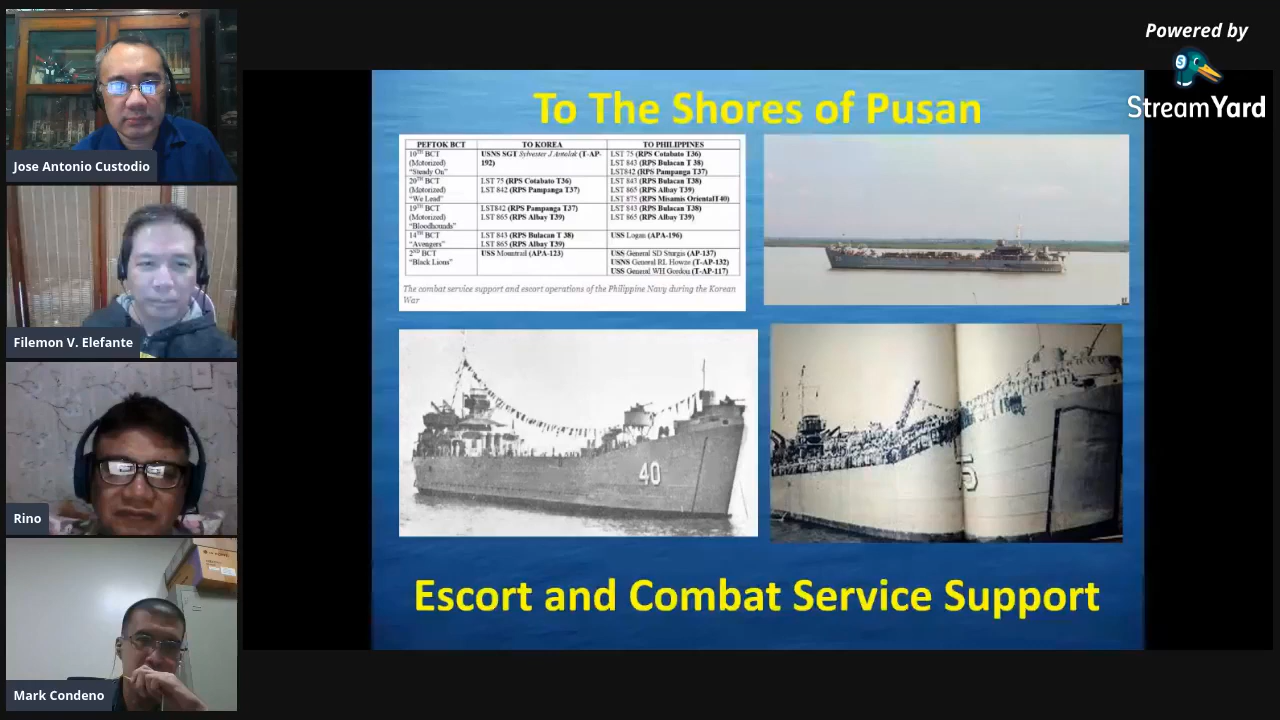 Powered by
StreamYard
Jose Antonio Custodio
Filemon V. Elefante
Rino
Mark Condeno
To The Shores of Pusan
PEFTOK BCT TO KOREA TO PHILIPPINES
10TH BCT (Motorized) "Steady On" USNS SGT Sylvester J Antolak (T-AP-192) LST 75 (RPS Cotabato T36)
LST 843 (RPS Bulacan T 38)
LST842 (RPS Pampanga T37)
20TH BCT (Motorized) "We Lead" LST 75 (RPS Cotabato T36)
LST 842 (RPS Pampanga T37)
LST 843 (RPS Bulacan T38)
LST 865 (RPS Albay T39)
LST 875 (RPS Misamis OrientalT40)
19TH BCT (Motorized) "Bloodhounds" LST842 (RPS Pampanga T37)
LST 865 (RPS Albay T39)
LST 843 (RPS Bulacan T38)
LST 865 (RPS Albay T39)
14TH BCT "Avengers" LST 843 (RPS Bulacan T 38)
LST 865 (RPS Albay T39)
USS Logan (APA-196)
2ND BCT "Black Lions" USS Mountrail (APA-123)
USS General SD Sturgis (AP-137)
USNS General RL Howze (T-AP-132)
USS General WH Gordon (T-AP-117)
The combat service support and escort operations of the Philippine Navy during the Korean
War
40
5
Escort and Combat Service Support